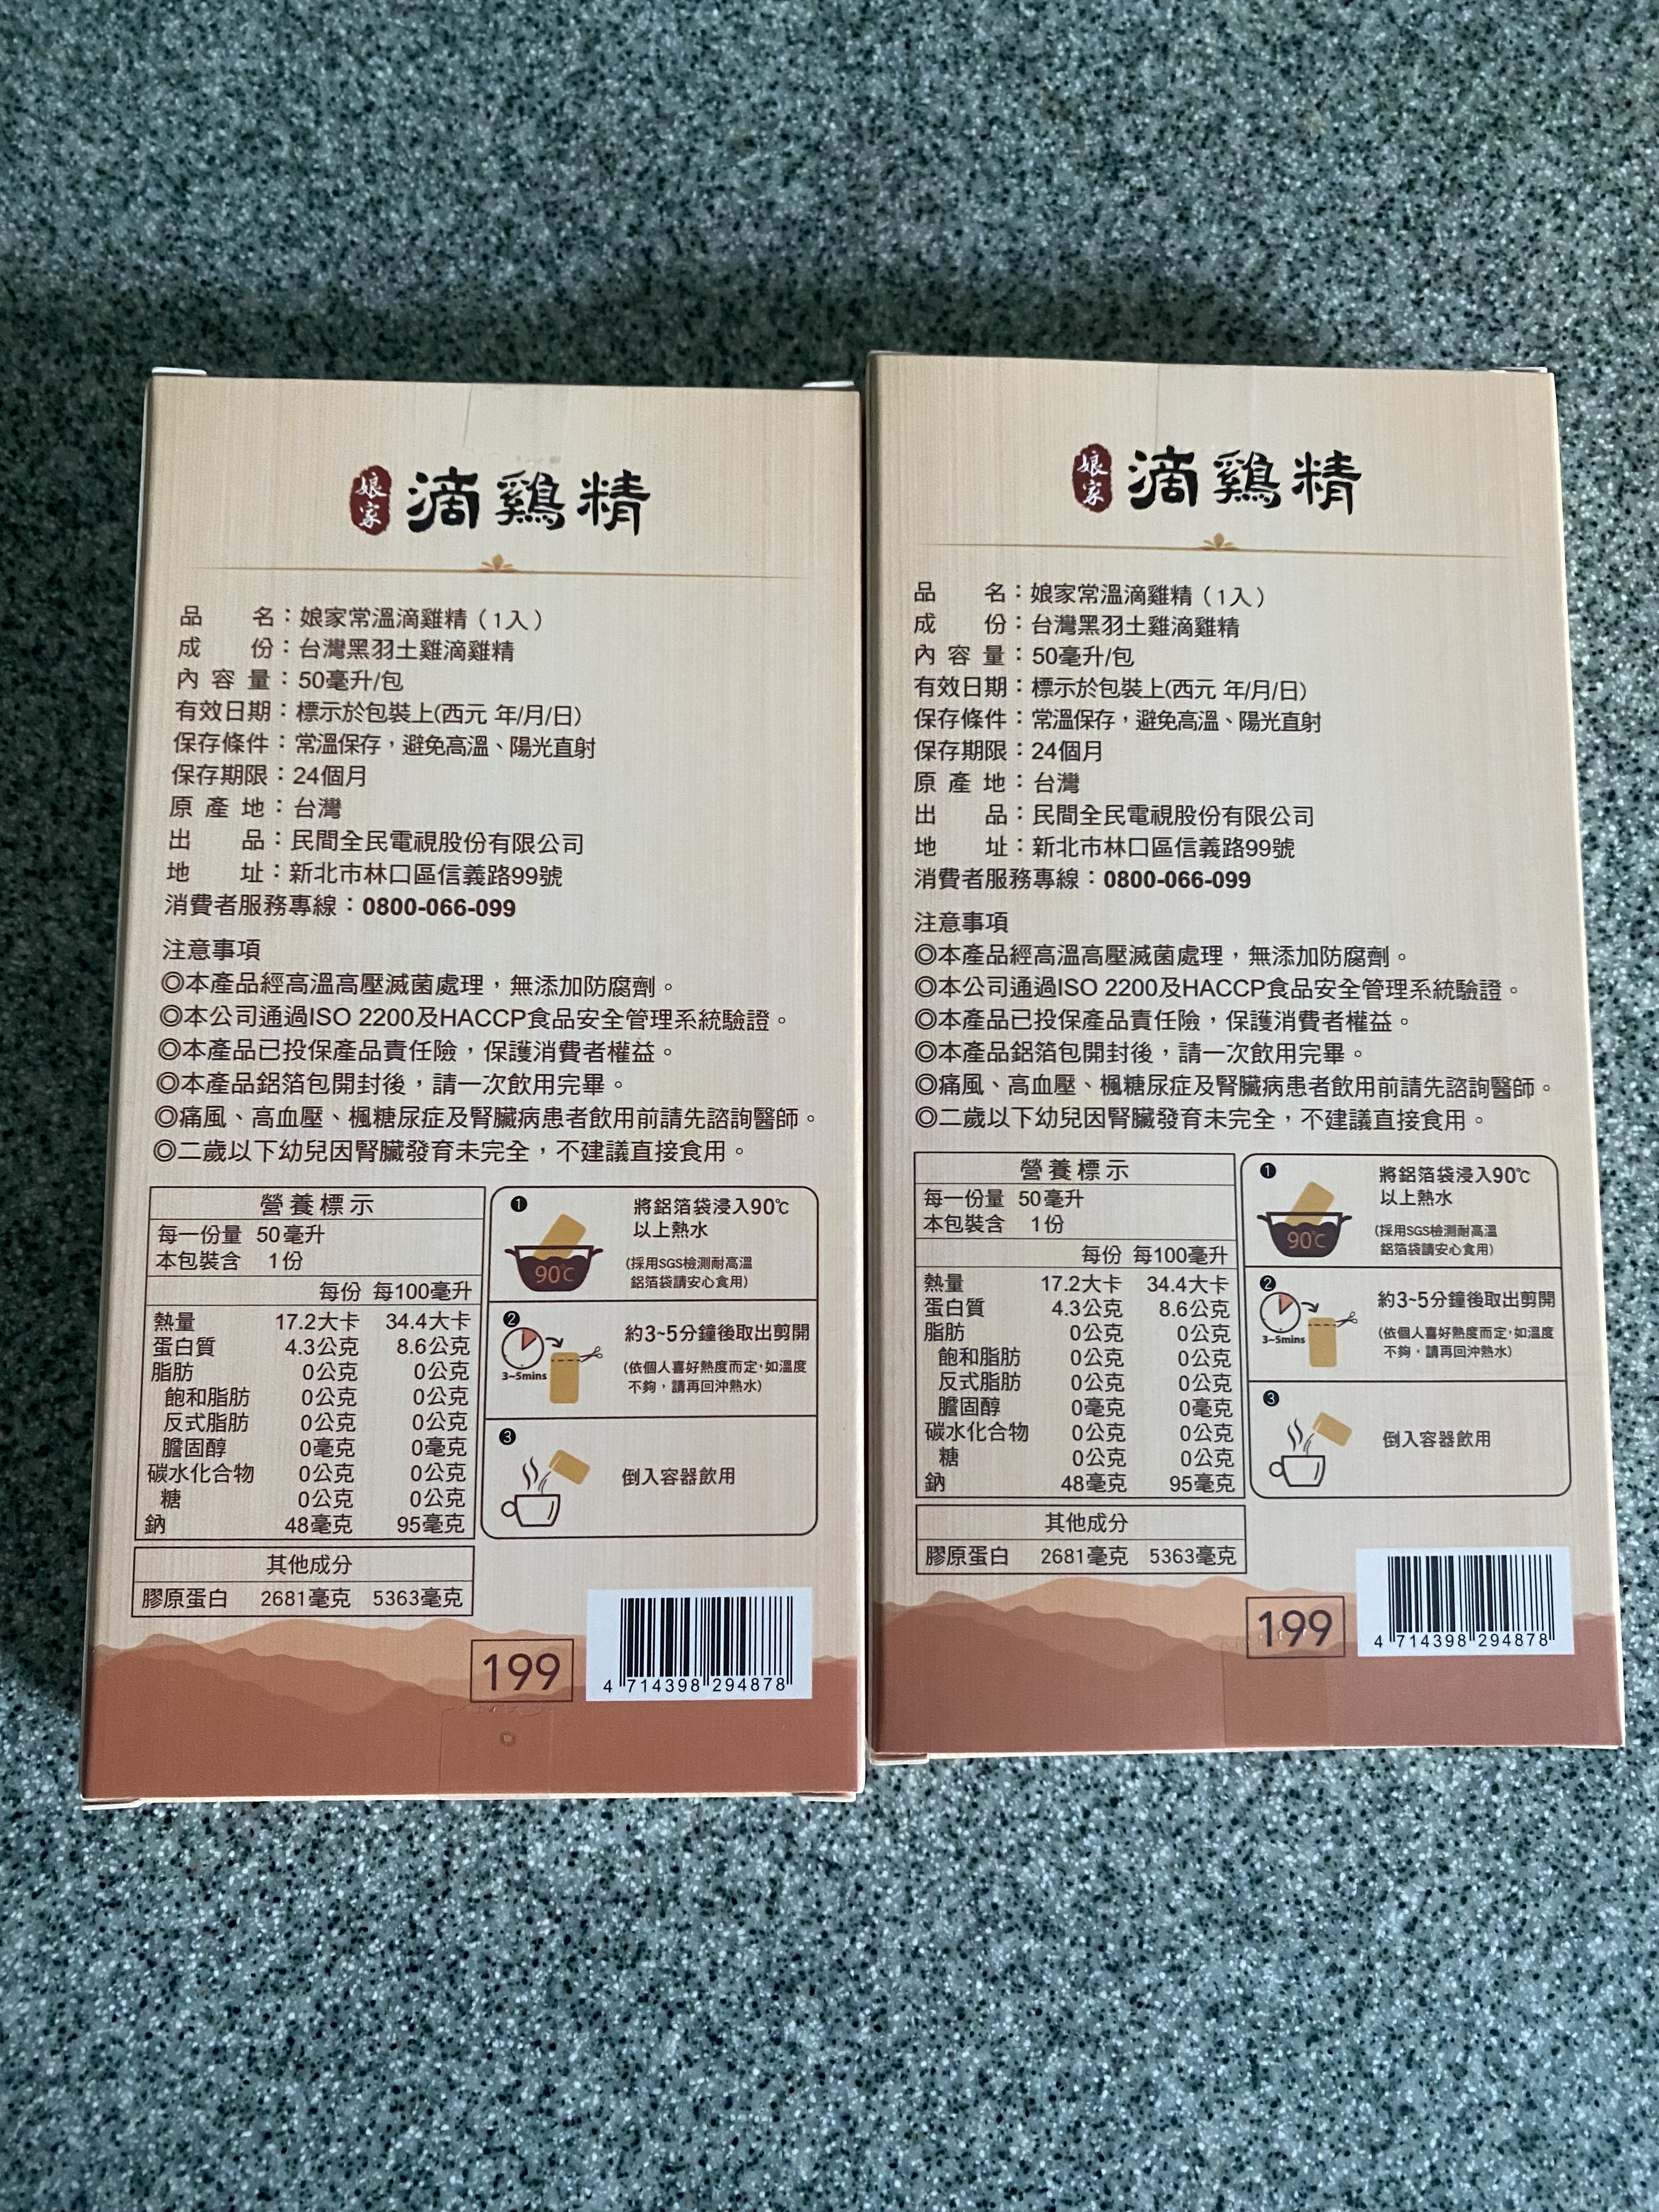 娘家 滴鷄精
品名：娘家常溫滴雞精（1入）
成份：台灣黑羽土雞滴雞精
內容量：50毫升/包
有效日期：標示於包裝上(西元 年/月/日)
保存條件：常溫保存，避免高溫、陽光直射
保存期限：24個月
原產地：台灣
出品：民間全民電視股份有限公司
地址：新北市林口區信義路99號
消費者服務專線：0800-066-099
注意事項
◎本產品經高溫高壓滅菌處理，無添加防腐劑。
◎本公司通過ISO 2200及HACCP食品安全管理系統驗證。
◎本產品已投保產品責任險，保護消費者權益。
◎本產品鋁箔包開封後，請一次飲用完畢。
◎痛風、高血壓、楓糖尿症及腎臟病患者飲用前請先諮詢醫師。
◎二歲以下幼兒因腎臟發育未完全，不建議直接食用。
營養標示
每一份量 50毫升
本包裝含 1份
每份 每100毫升
熱量 17.2大卡 34.4大卡
蛋白質 4.3公克 8.6公克
脂肪 0公克 0公克
飽和脂肪 0公克 0公克
反式脂肪 0公克 0公克
膽固醇 0毫克 0毫克
碳水化合物 0公克 0公克
糖 0公克 0公克
鈉 48毫克 95毫克
其他成分
膠原蛋白 2681毫克 5363毫克
1
將鋁箔袋浸入90℃
以上熱水
(採用SGS檢測耐高溫
鋁箔袋請安心食用)
90℃
2
約3~5分鐘後取出剪開
(依個人喜好熱度而定，如溫度
不夠，請再回沖熱水)
3~5mins
3
倒入容器飲用
199
4 714398 294878
娘家 滴鷄精
品名：娘家常溫滴雞精（1入）
成份：台灣黑羽土雞滴雞精
內容量：50毫升/包
有效日期：標示於包裝上(西元 年/月/日)
保存條件：常溫保存，避免高溫、陽光直射
保存期限：24個月
原產地：台灣
出品：民間全民電視股份有限公司
地址：新北市林口區信義路99號
消費者服務專線：0800-066-099
注意事項
◎本產品經高溫高壓滅菌處理，無添加防腐劑。
◎本公司通過ISO 2200及HACCP食品安全管理系統驗證。
◎本產品已投保產品責任險，保護消費者權益。
◎本產品鋁箔包開封後，請一次飲用完畢。
◎痛風、高血壓、楓糖尿症及腎臟病患者飲用前請先諮詢醫師。
◎二歲以下幼兒因腎臟發育未完全，不建議直接食用。
營養標示
每一份量 50毫升
本包裝含 1份
每份 每100毫升
熱量 17.2大卡 34.4大卡
蛋白質 4.3公克 8.6公克
脂肪 0公克 0公克
飽和脂肪 0公克 0公克
反式脂肪 0公克 0公克
膽固醇 0毫克 0毫克
碳水化合物 0公克 0公克
糖 0公克 0公克
鈉 48毫克 95毫克
其他成分
膠原蛋白 2681毫克 5363毫克
1
將鋁箔袋浸入90℃
以上熱水
(採用SGS檢測耐高溫
鋁箔袋請安心食用)
90℃
2
約3~5分鐘後取出剪開
(依個人喜好熱度而定，如溫度
不夠，請再回沖熱水)
3~5mins
3
倒入容器飲用
199
4 714398 294878